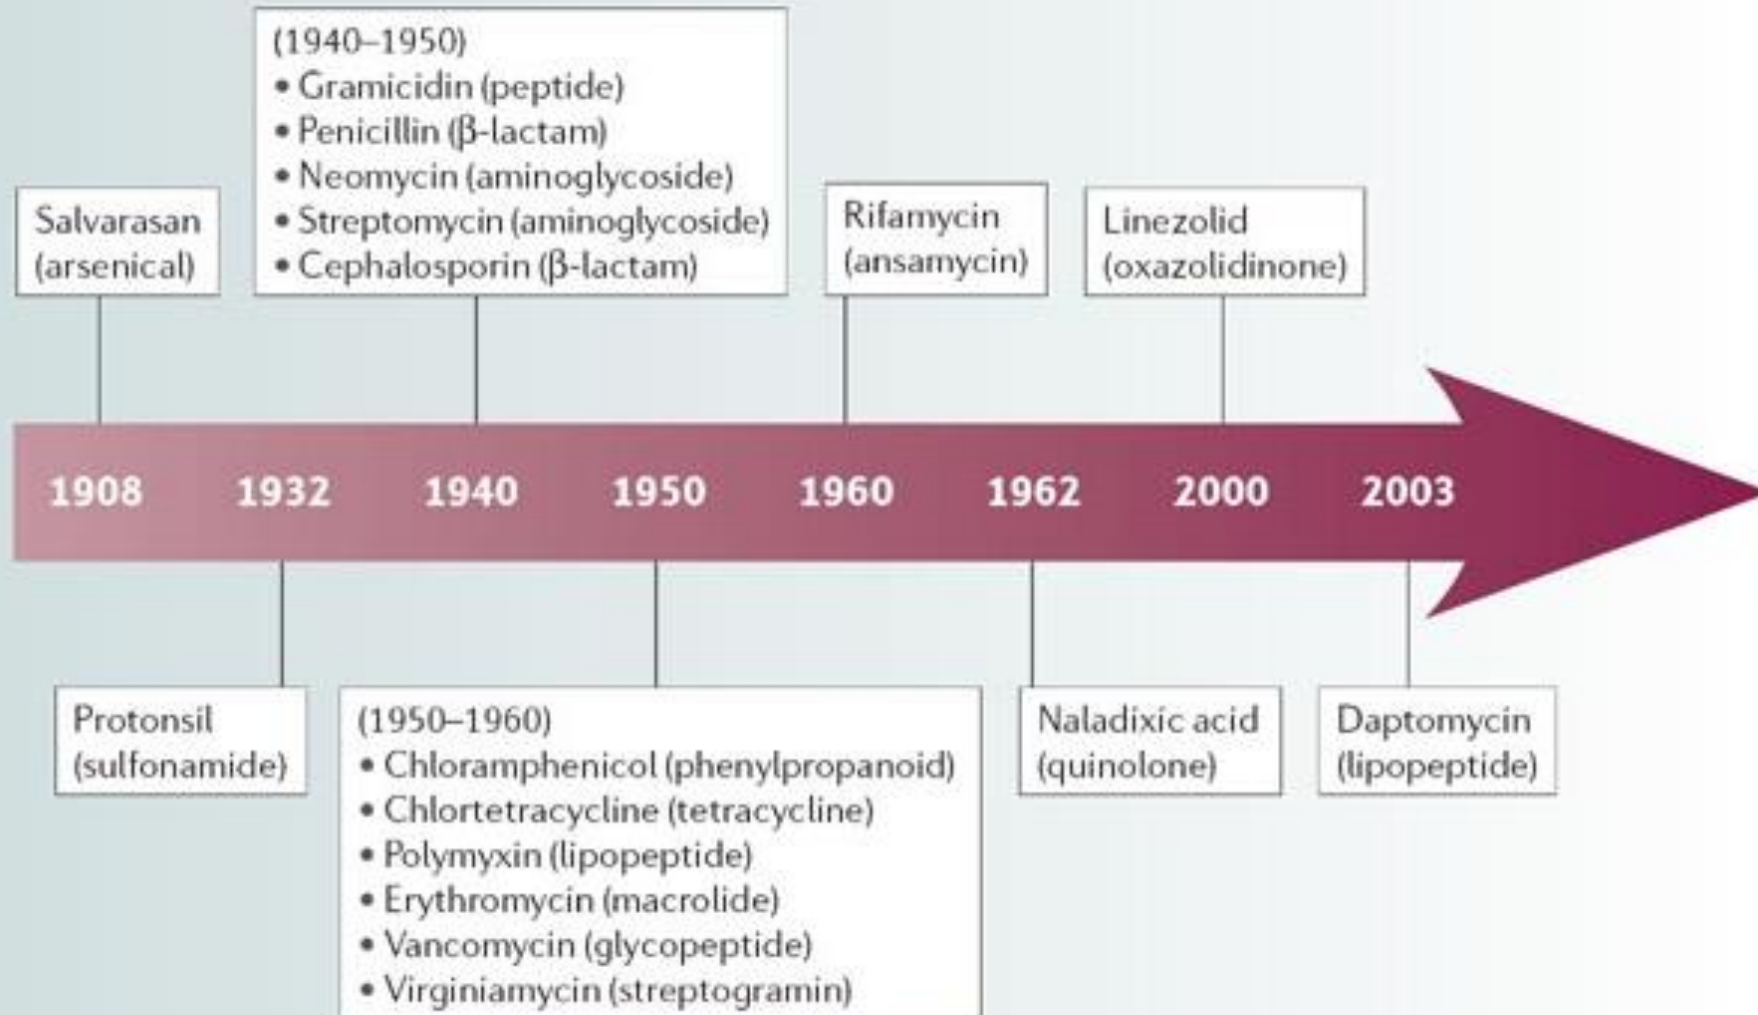 (1940–1950)
• Gramicidin (peptide)
• Penicillin (β-lactam)
• Neomycin (aminoglycoside)
• Streptomycin (aminoglycoside)
• Cephalosporin (β-lactam)
Salvarasan
(arsenical)
Rifamycin
(ansamycin)
Linezolid
(oxazolidinone)
1908 1932 1940 1950 1960 1962 2000 2003
Protonsil
(sulfonamide)
(1950–1960)
• Chloramphenicol (phenylpropanoid)
• Chlortetracycline (tetracycline)
• Polymyxin (lipopeptide)
• Erythromycin (macrolide)
• Vancomycin (glycopeptide)
• Virginiamycin (streptogramin)
Naladixic acid
(quinolone)
Daptomycin
(lipopeptide)